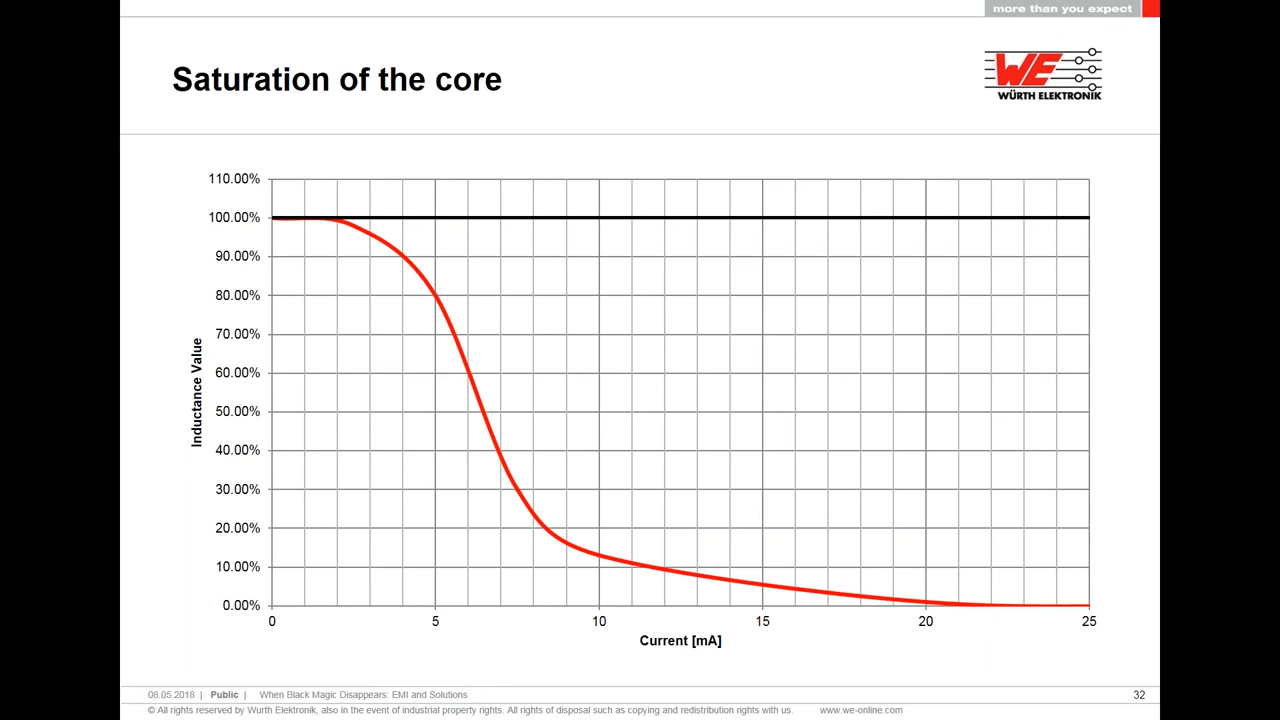 more than you expect
Saturation of the core
WE
WÜRTH ELEKTRONIK
110.00%
100.00%
90.00%
80.00%
70.00%
60.00%
50.00%
40.00%
30.00%
20.00%
10.00%
0.00%
Inductance Value
0 5 10 15 20 25
Current [mA]
08.05.2018 | Public | When Black Magic Disappears: EMI and Solutions 32
© All rights reserved by Wurth Elektronik, also in the event of industrial property rights. All rights of disposal such as copying and redistribution rights with us. www.we-online.com